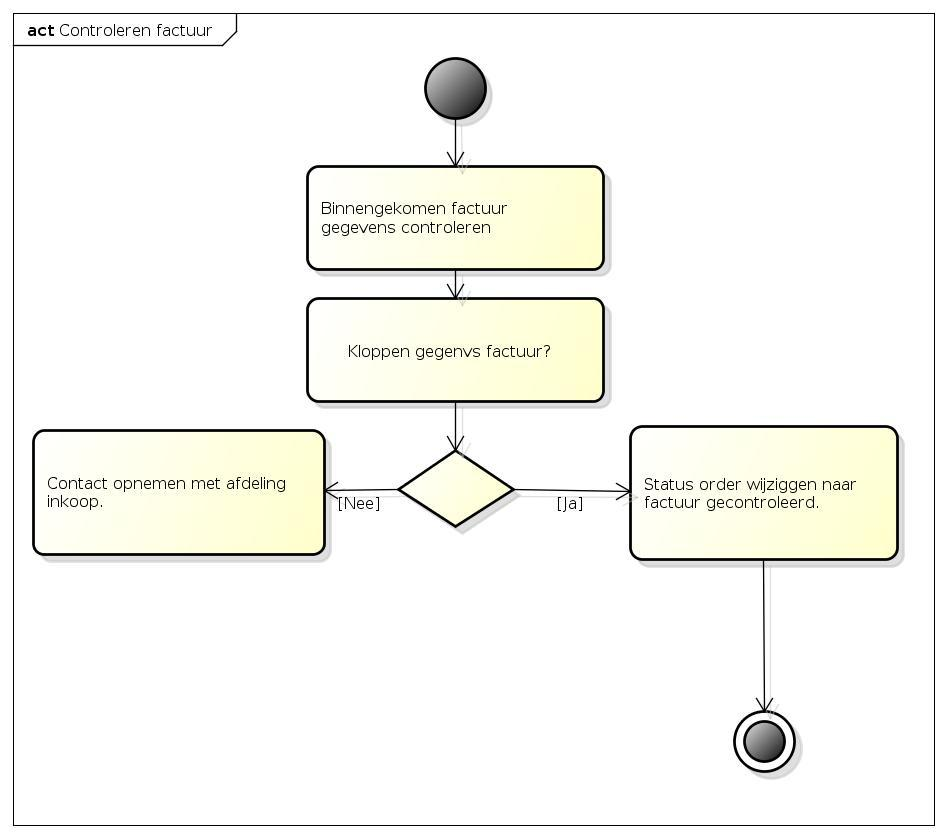 act Controleren factuur
Binnengekomen factuur
gegevens controleren
Kloppen gegenvs factuur?
Contact opnemen met afdeling
inkoop.
[Nee]
[Ja]
Status order wijziggen naar
factuur gecontroleerd.